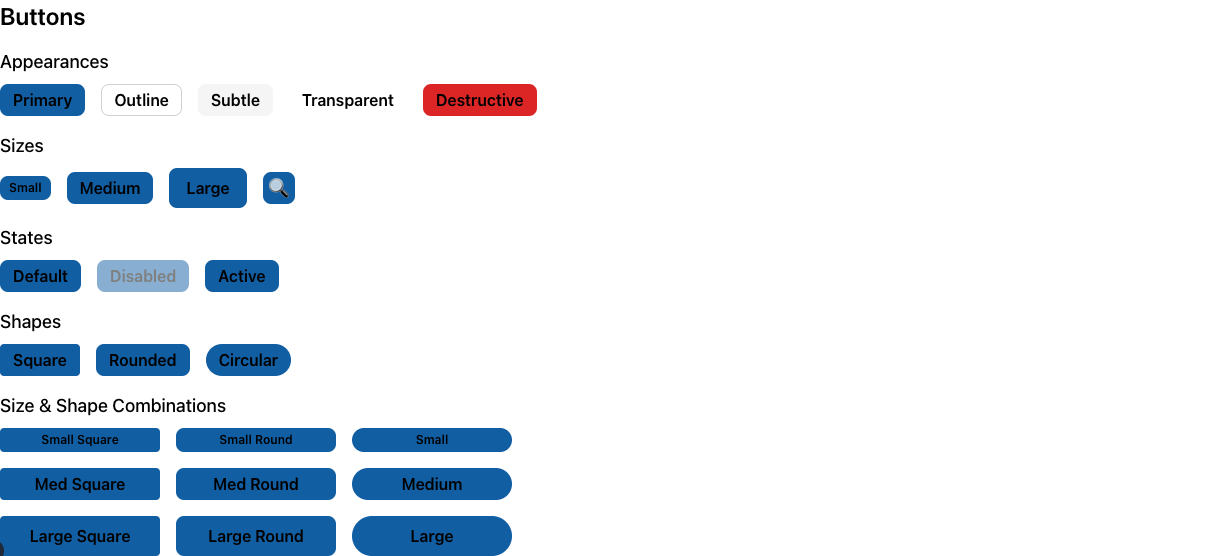 Buttons
Appearances
Primary Outline Subtle Transparent Destructive
Sizes
Small Medium Large
States
Default Disabled Active
Shapes
Square Rounded Circular
Size & Shape Combinations
Small Square Small Round Small
Med Square Med Round Medium
Large Square Large Round Large